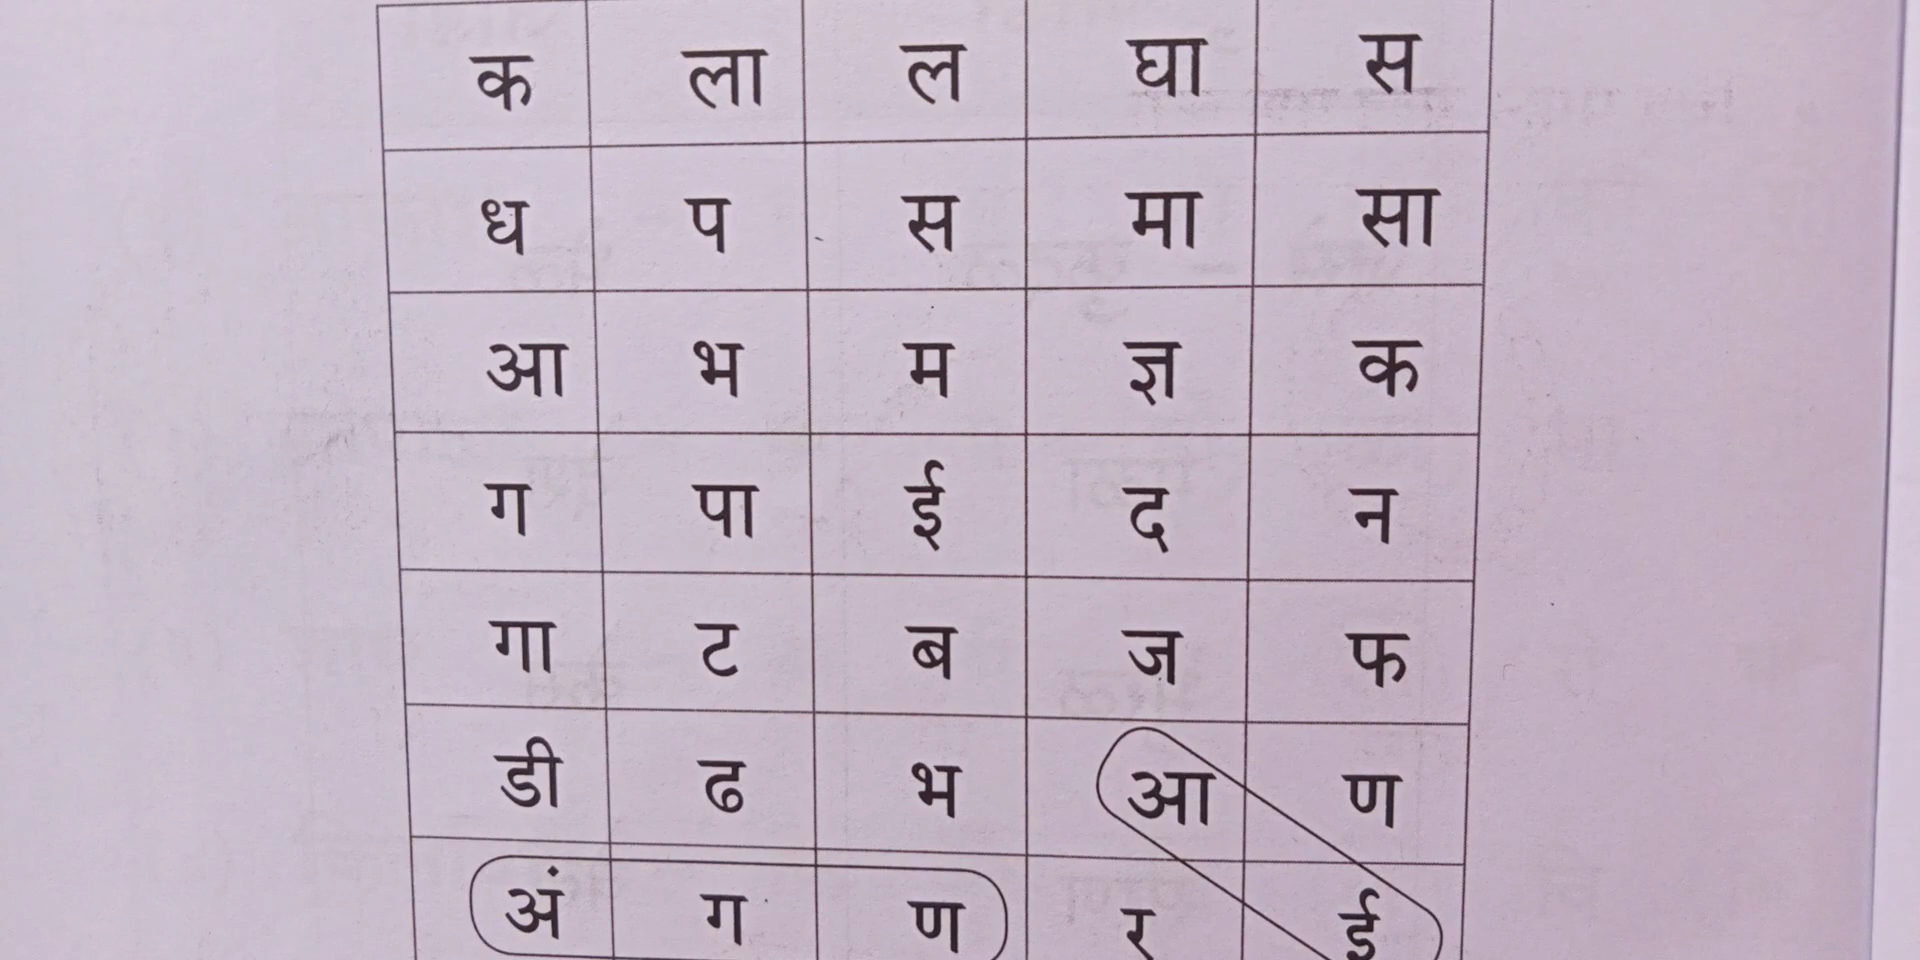 क ला ल घा स
ध प स मा सा
आ भ म ज्ञ क
ग पा ई द न
गा ट ब ज फ
डी ढ भ आ ण
अं ग ण र ई